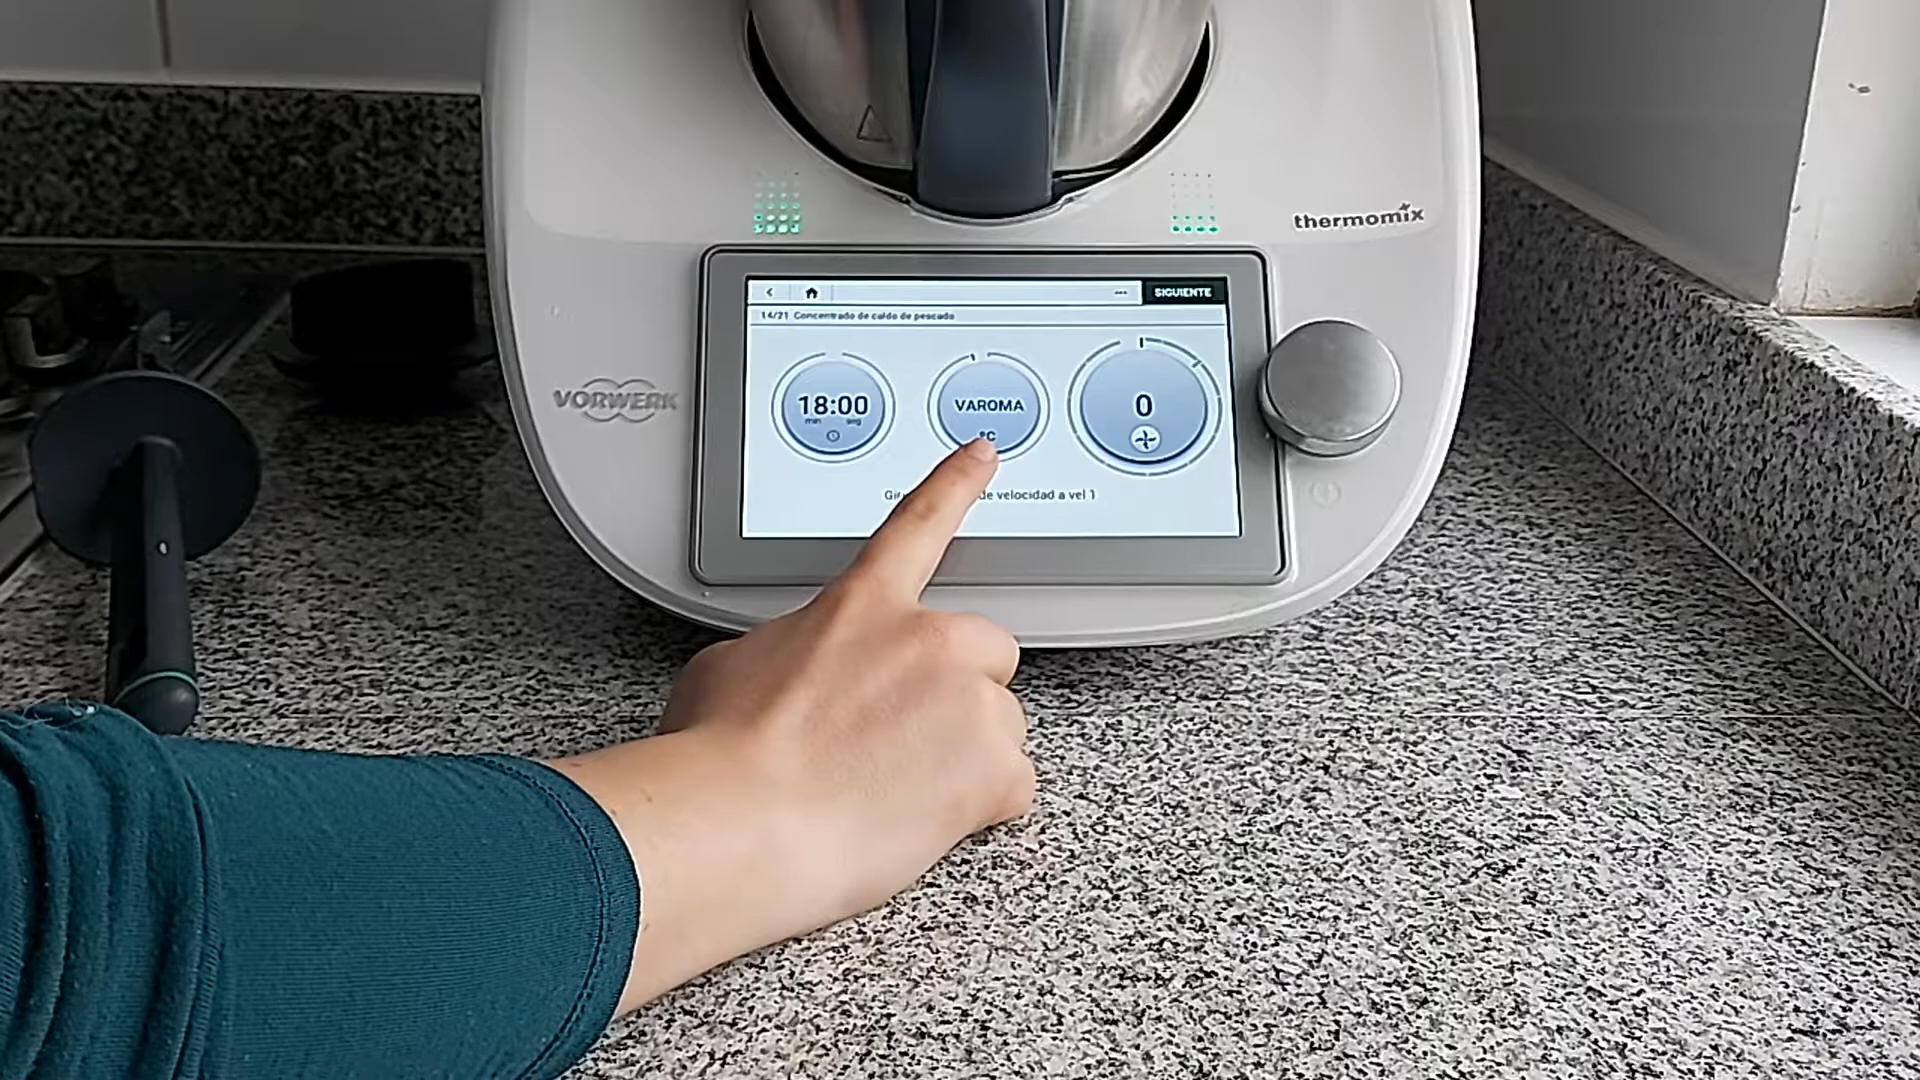 thermomix
VORWERK
SIGUIENTE
14/21 Concentrado de caldo de pescado
18:00
min seg
VAROMA
°C
0
de velocidad a vel 1